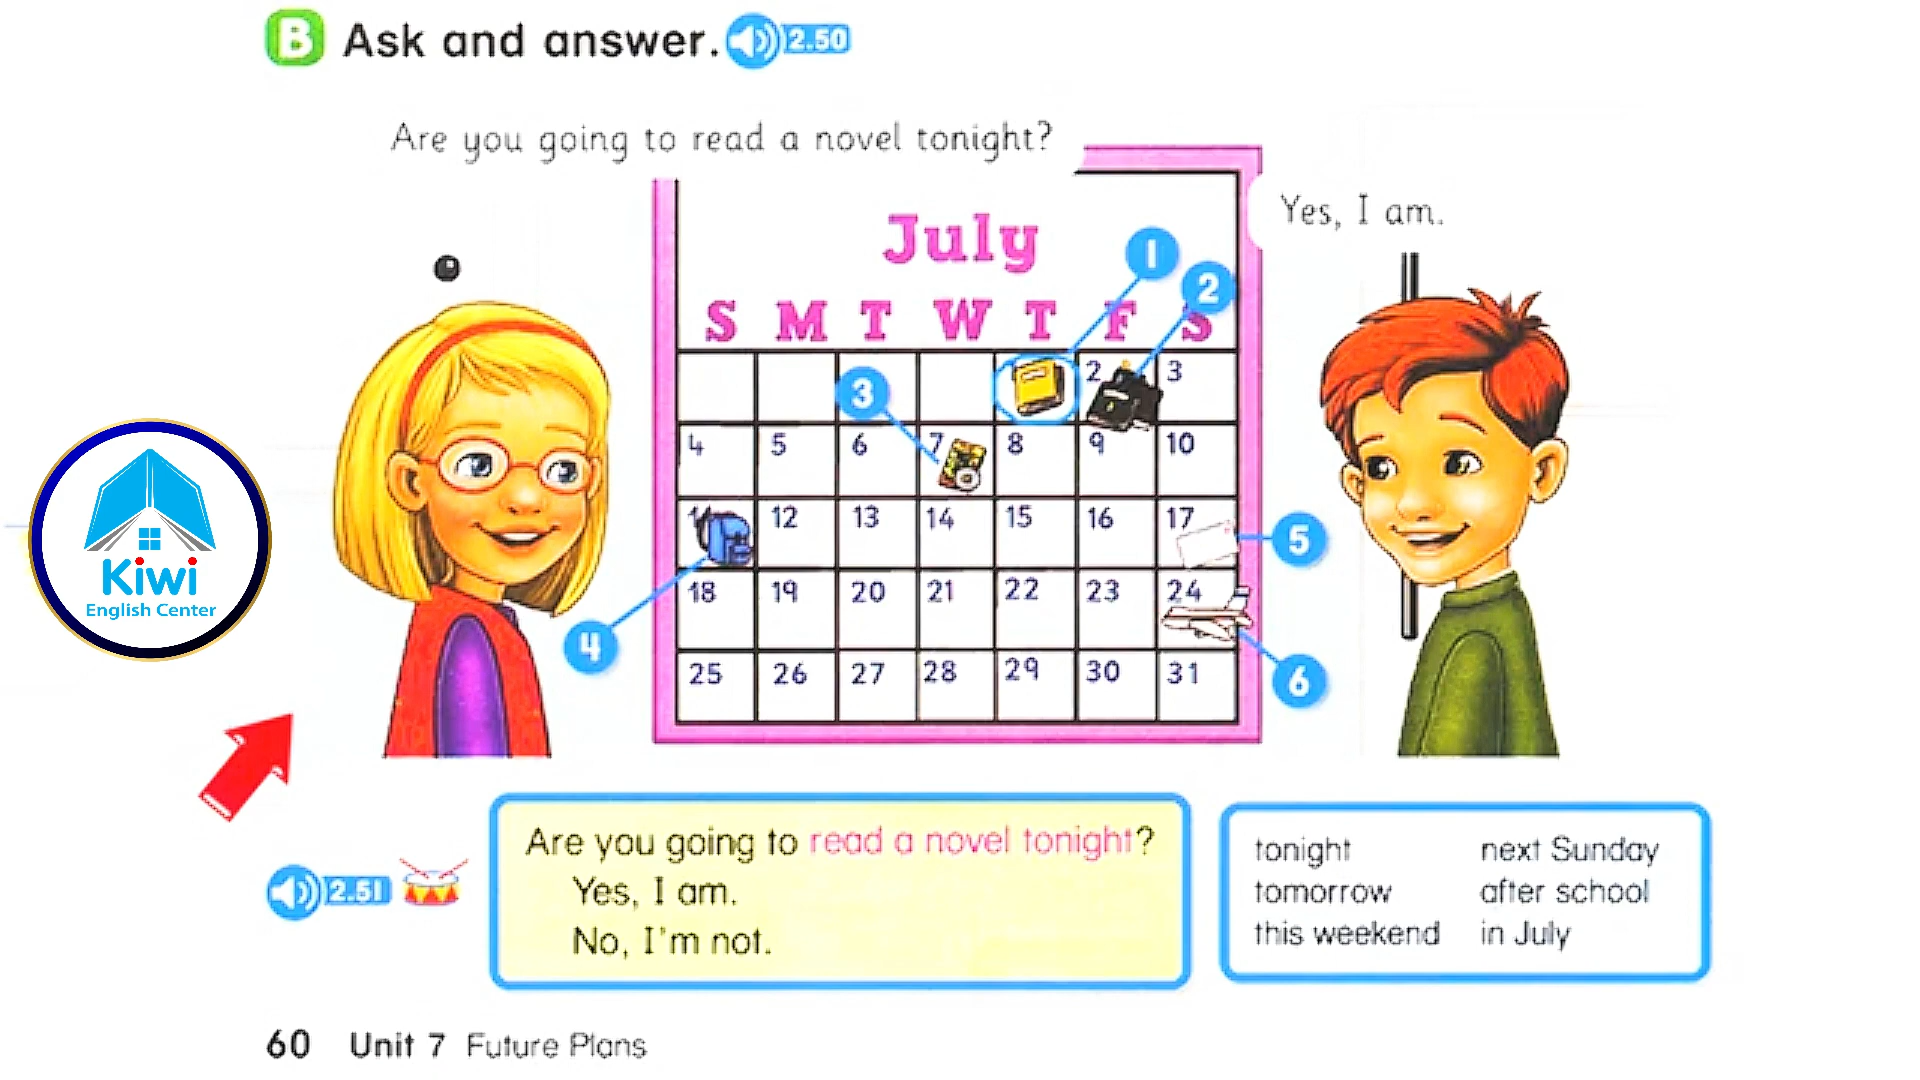 B Ask and answer. 2.50
Are you going to read a novel tonight?
Yes, I am.
July
1
2
S M T W T F S
3
2 3
4 5 6 7 8 9 10
11 12 13 14 15 16 17
5
18 19 20 21 22 23 24
4
6
25 26 27 28 29 30 31
Kiwi
English Center
2.51
Are you going to read a novel tonight?
Yes, I am.
No, I'm not.
tonight next Sunday
tomorrow after school
this weekend in July
60 Unit 7 Future Plans